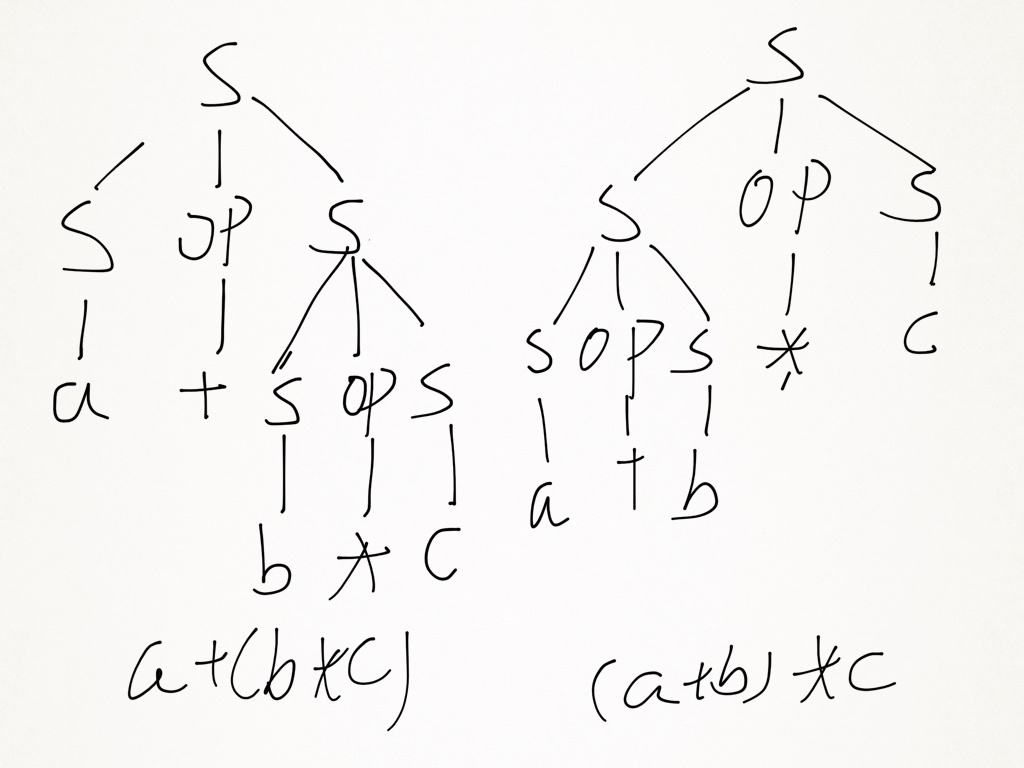 S S
S OP S S OP S
a + S OP S S OP S * C
b * C a + b
a+(b*c) (a+b)*c